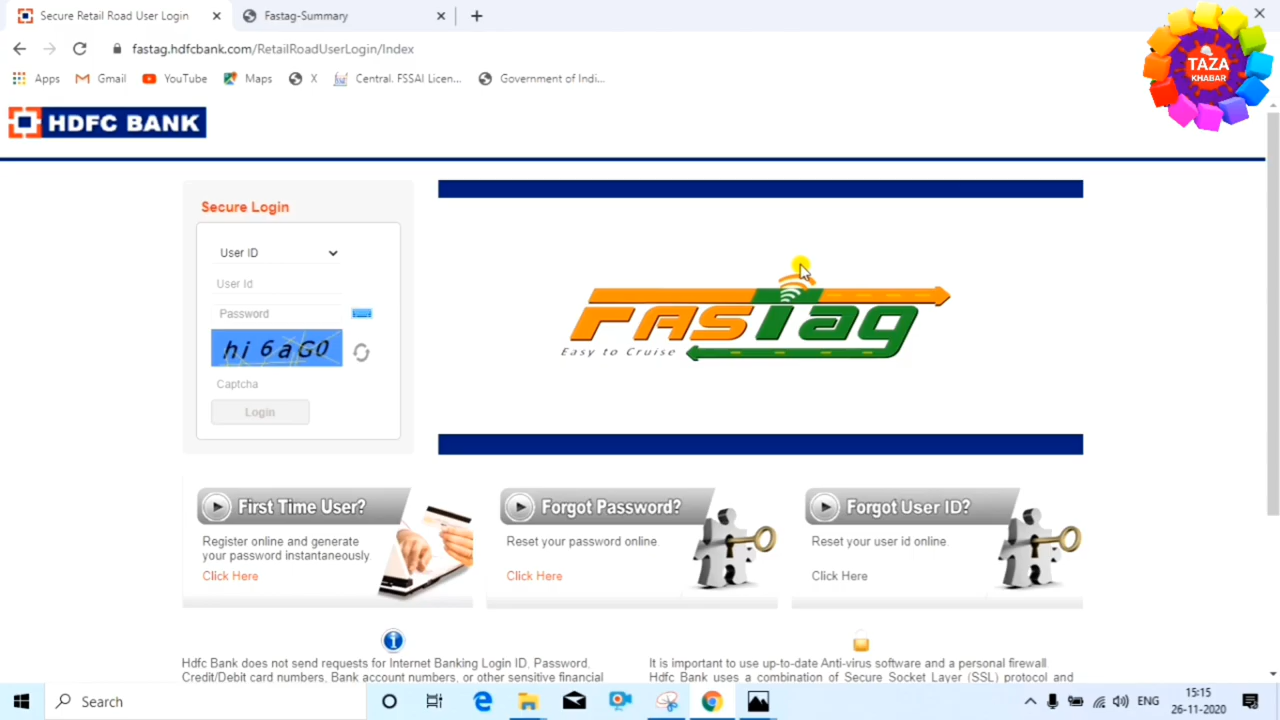 Secure Retail Road User Login
Fastag-Summary
fastag.hdfcbank.com/RetailRoadUserLogin/Index
Apps
Gmail
YouTube
Maps
X
Central. FSSAI Licen...
Government of Indi...
TAZA
KHABAR
HDFC BANK
Secure Login
User ID
User Id
Password
hi6aG0
Captcha
Login
FASTag
Easy to Cruise
First Time User?
Register online and generate
your password instantaneously.
Click Here
Forgot Password?
Reset your password online.
Click Here
Forgot User ID?
Reset your user id online.
Click Here
Hdfc Bank does not send requests for Internet Banking Login ID, Password,
Credit/Debit card numbers, Bank account numbers, or other sensitive financial
It is important to use up-to-date Anti-virus software and a personal firewall.
Hdfc Bank uses a combination of Secure Socket Layer (SSL) protocol and
Search
ENG
15:15
26-11-2020